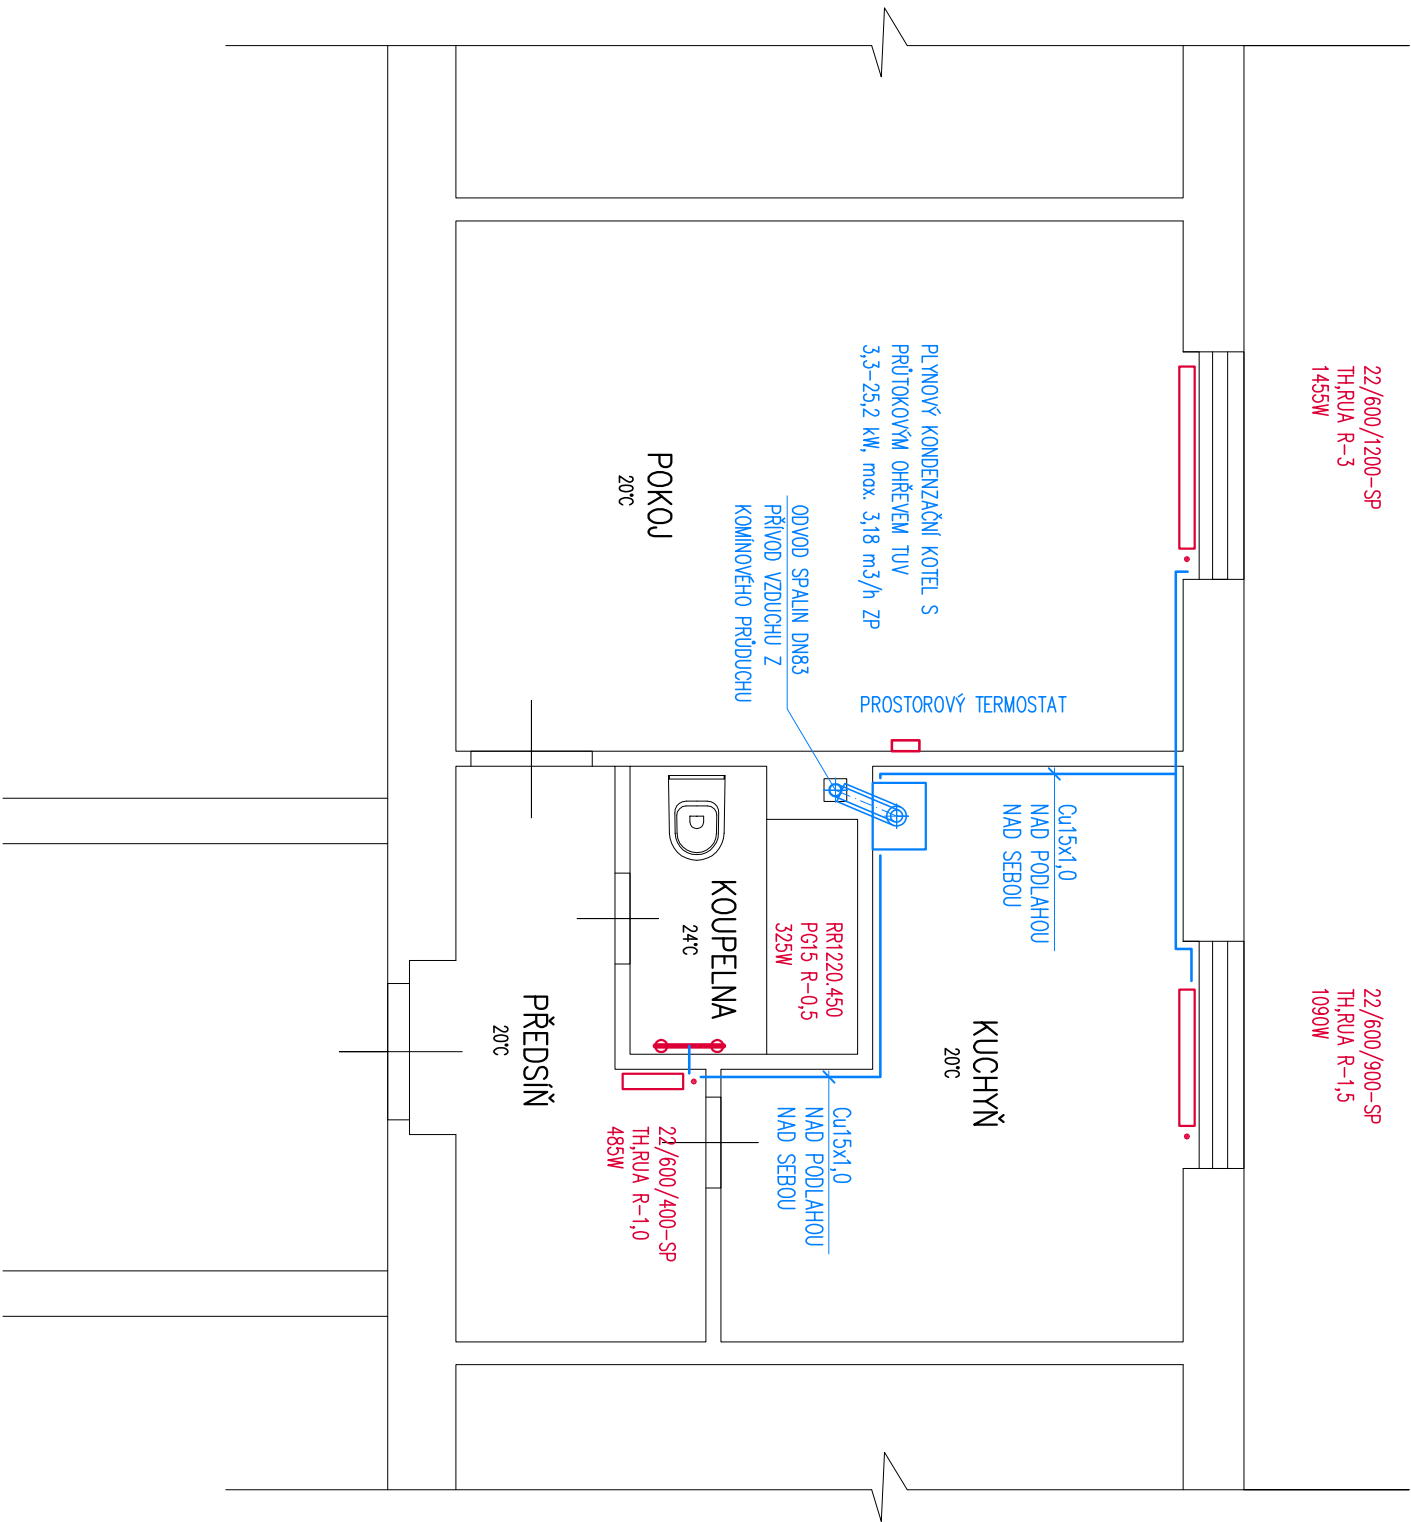 22/600/1200-SP
TH,RUA R-3
1455W
22/600/900-SP
TH,RUA R-1,5
1090W
PLYNOVÝ KONDENZAČNÍ KOTEL S
PRŮTOKOVÝM OHŘEVEM TUV
3,3-25,2 kW, max. 3,18 m3/h ZP
PROSTOROVÝ TERMOSTAT
Cu15x1,0
NAD PODLAHOU
NAD SEBOU
KUCHYŇ
20°C
ODVOD SPALIN DN83
PŘÍVOD VZDUCHU Z
KOMÍNOVÉHO PRŮDUCHU
RR1220.450
PG15 R-0,5
325W
Cu15x1,0
NAD PODLAHOU
NAD SEBOU
POKOJ
20°C
KOUPELNA
24°C
22/600/400-SP
TH,RUA R-1,0
485W
PŘEDSÍŇ
20°C